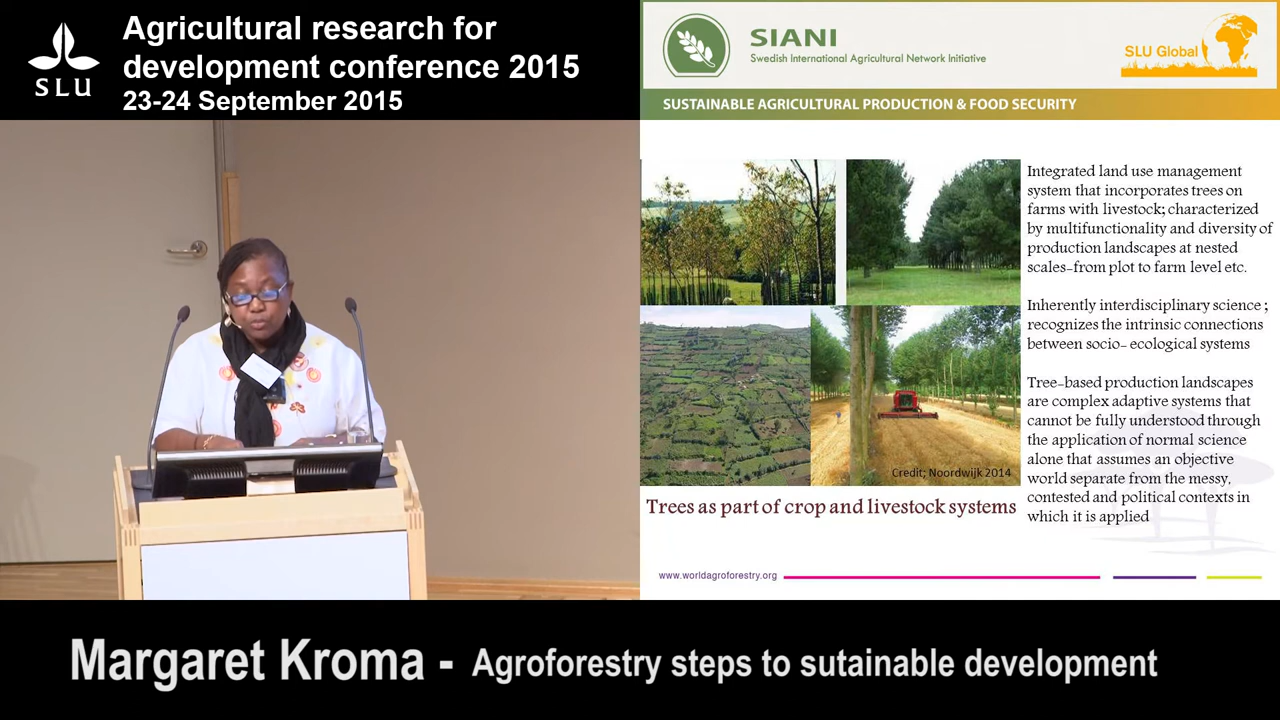 SLU
Agricultural research for
development conference 2015
23-24 September 2015
SIANI
Swedish International Agricultural Network Initiative
SLU Global
SUSTAINABLE AGRICULTURAL PRODUCTION & FOOD SECURITY
Integrated land use management
system that incorporates trees on
farms with livestock; characterized
by multifunctionality and diversity of
production landscapes at nested
scales-from plot to farm level etc.
Inherently interdisciplinary science ;
recognizes the intrinsic connections
between socio- ecological systems
Tree-based production landscapes
are complex adaptive systems that
cannot be fully understood through
the application of normal science
alone that assumes an objective
world separate from the messy,
contested and political contexts in
which it is applied
Credit; Noordwijk 2014
Trees as part of crop and livestock systems
www.worldagroforestry.org
Margaret Kroma - Agroforestry steps to sutainable development